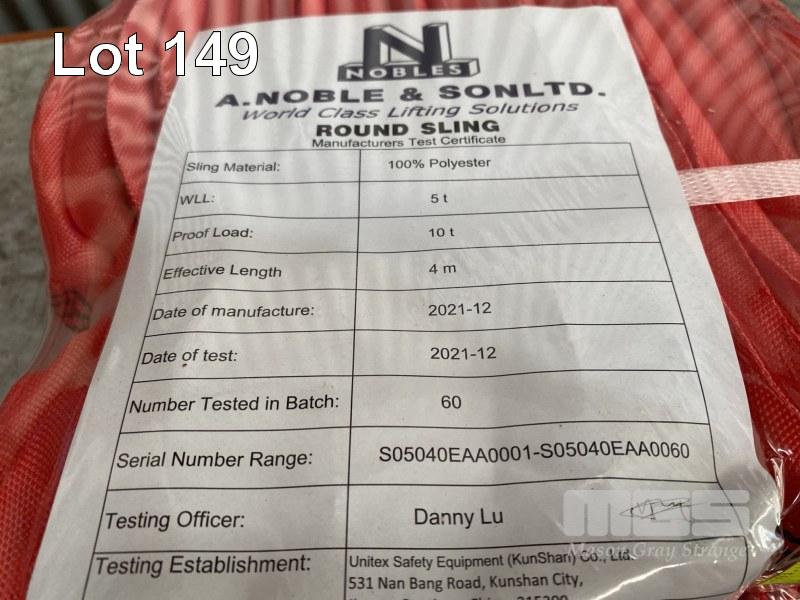 Lot 149
N
NOBLES
A.NOBLE & SONLTD.
World Class Lifting Solutions
ROUND SLING
Manufacturers Test Certificate
Sling Material: 100% Polyester
WLL: 5 t
Proof Load: 10 t
Effective Length 4 m
Date of manufacture: 2021-12
Date of test: 2021-12
Number Tested in Batch: 60
Serial Number Range: S05040EAA0001-S05040EAA0060
Testing Officer: Danny Lu
MGS
Mason Gray Strange
Testing Establishment: Unitex Safety Equipment (KunShan) Co., Ltd.
531 Nan Bang Road, Kunshan City,